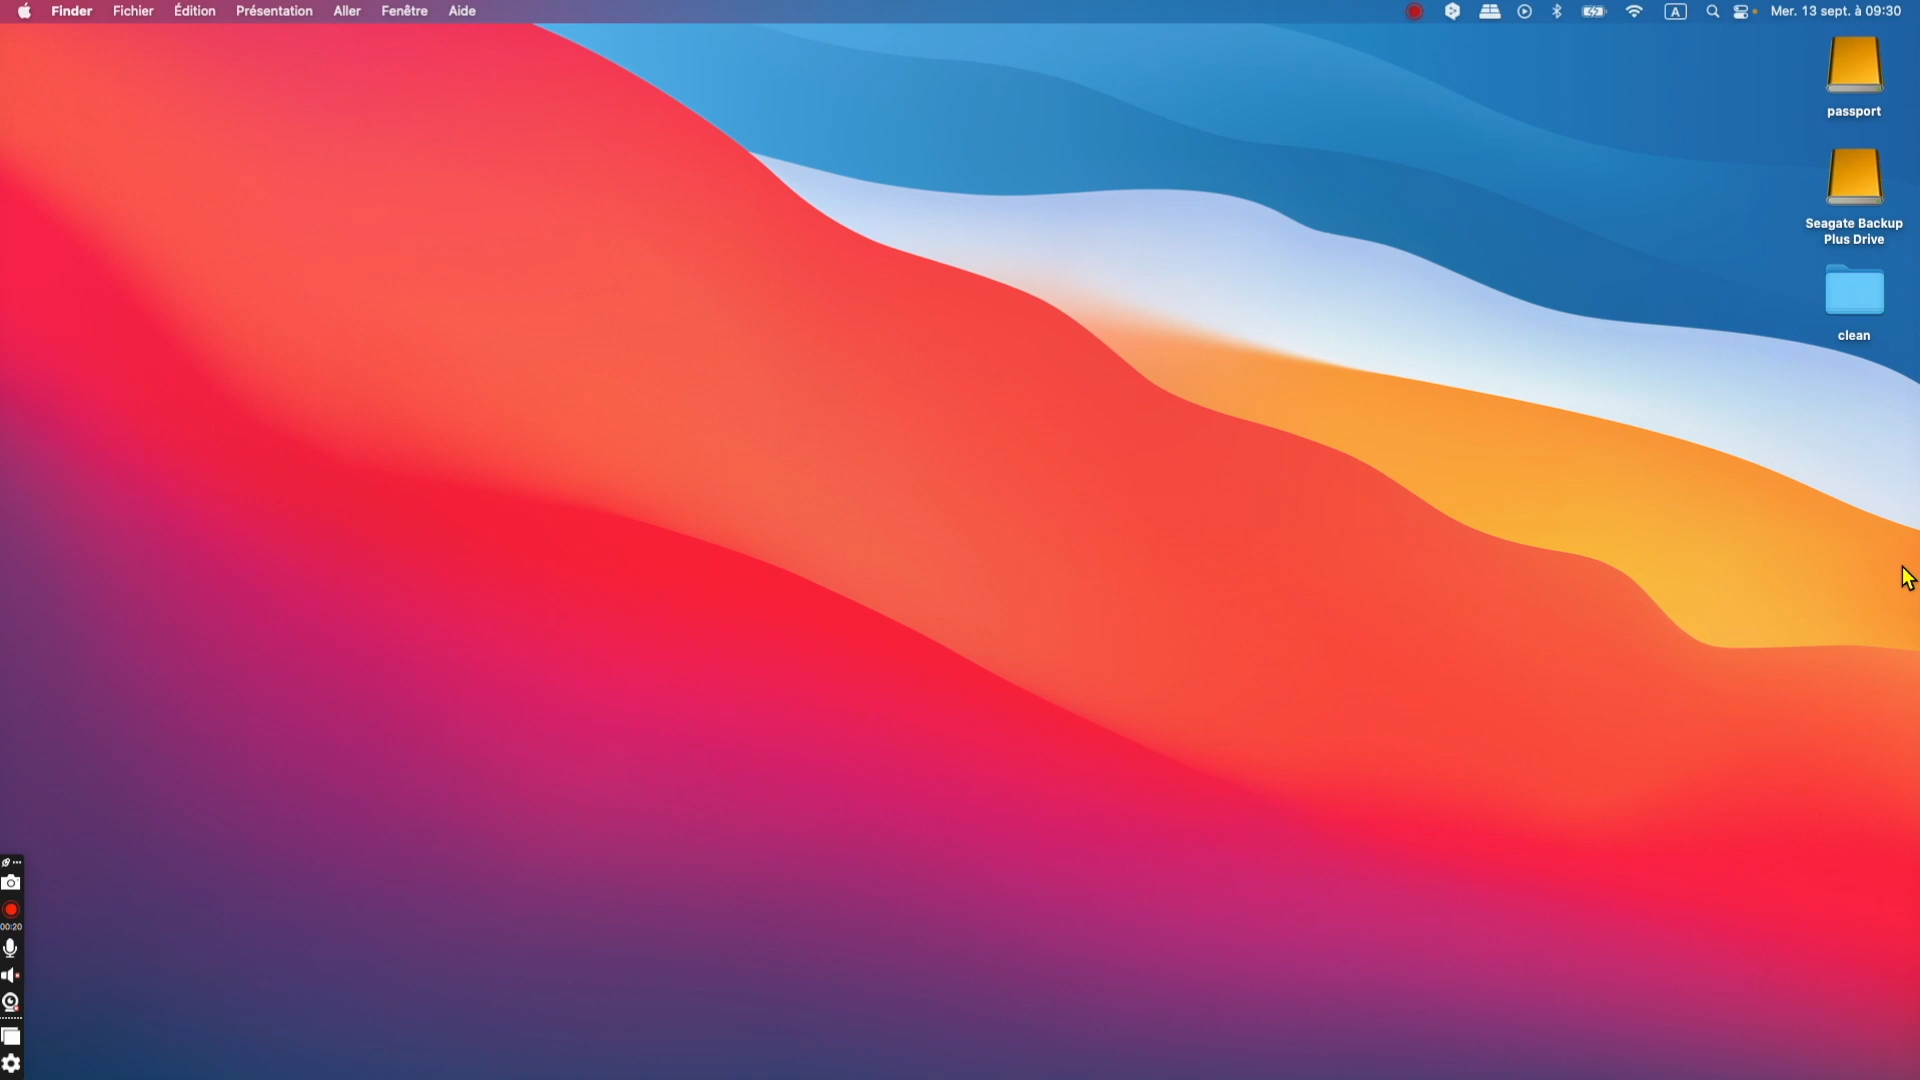 Finder Fichier Édition Présentation Aller Fenêtre Aide A Mer. 13 sept. à 09:30
passport
Seagate Backup
Plus Drive
clean
00:20